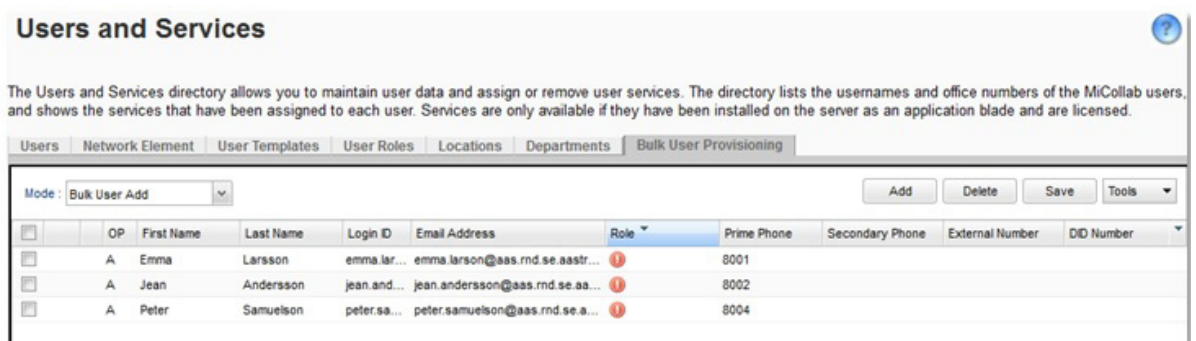 Users and Services
?
The Users and Services directory allows you to maintain user data and assign or remove user services. The directory lists the usernames and office numbers of the MiCollab users,
and shows the services that have been assigned to each user. Services are only available if they have been installed on the server as an application blade and are licensed.
Users Network Element User Templates User Roles Locations Departments Bulk User Provisioning
Mode : Bulk User Add Add Delete Save Tools
OP First Name Last Name Login ID Email Address Role Prime Phone Secondary Phone External Number DID Number
A Emma Larsson emma.lar... emma.larson@aas.rnd.se.aastr... ! 8001
A Jean Andersson jean.and... jean.andersson@aas.rnd.se.aa... ! 8002
A Peter Samuelson peter.sa... peter.samuelson@aas.rnd.se.a... ! 8004